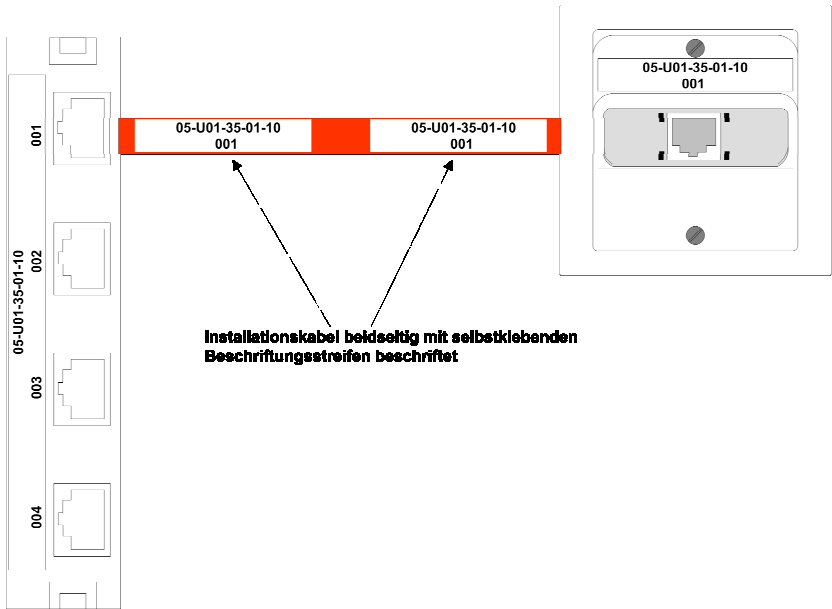 05-U01-35-01-10
001
002
003
004
05-U01-35-01-10
001
05-U01-35-01-10
001
05-U01-35-01-10
001
Installationskabel beidseitig mit selbstklebenden
Beschriftungsstreifen beschriftet